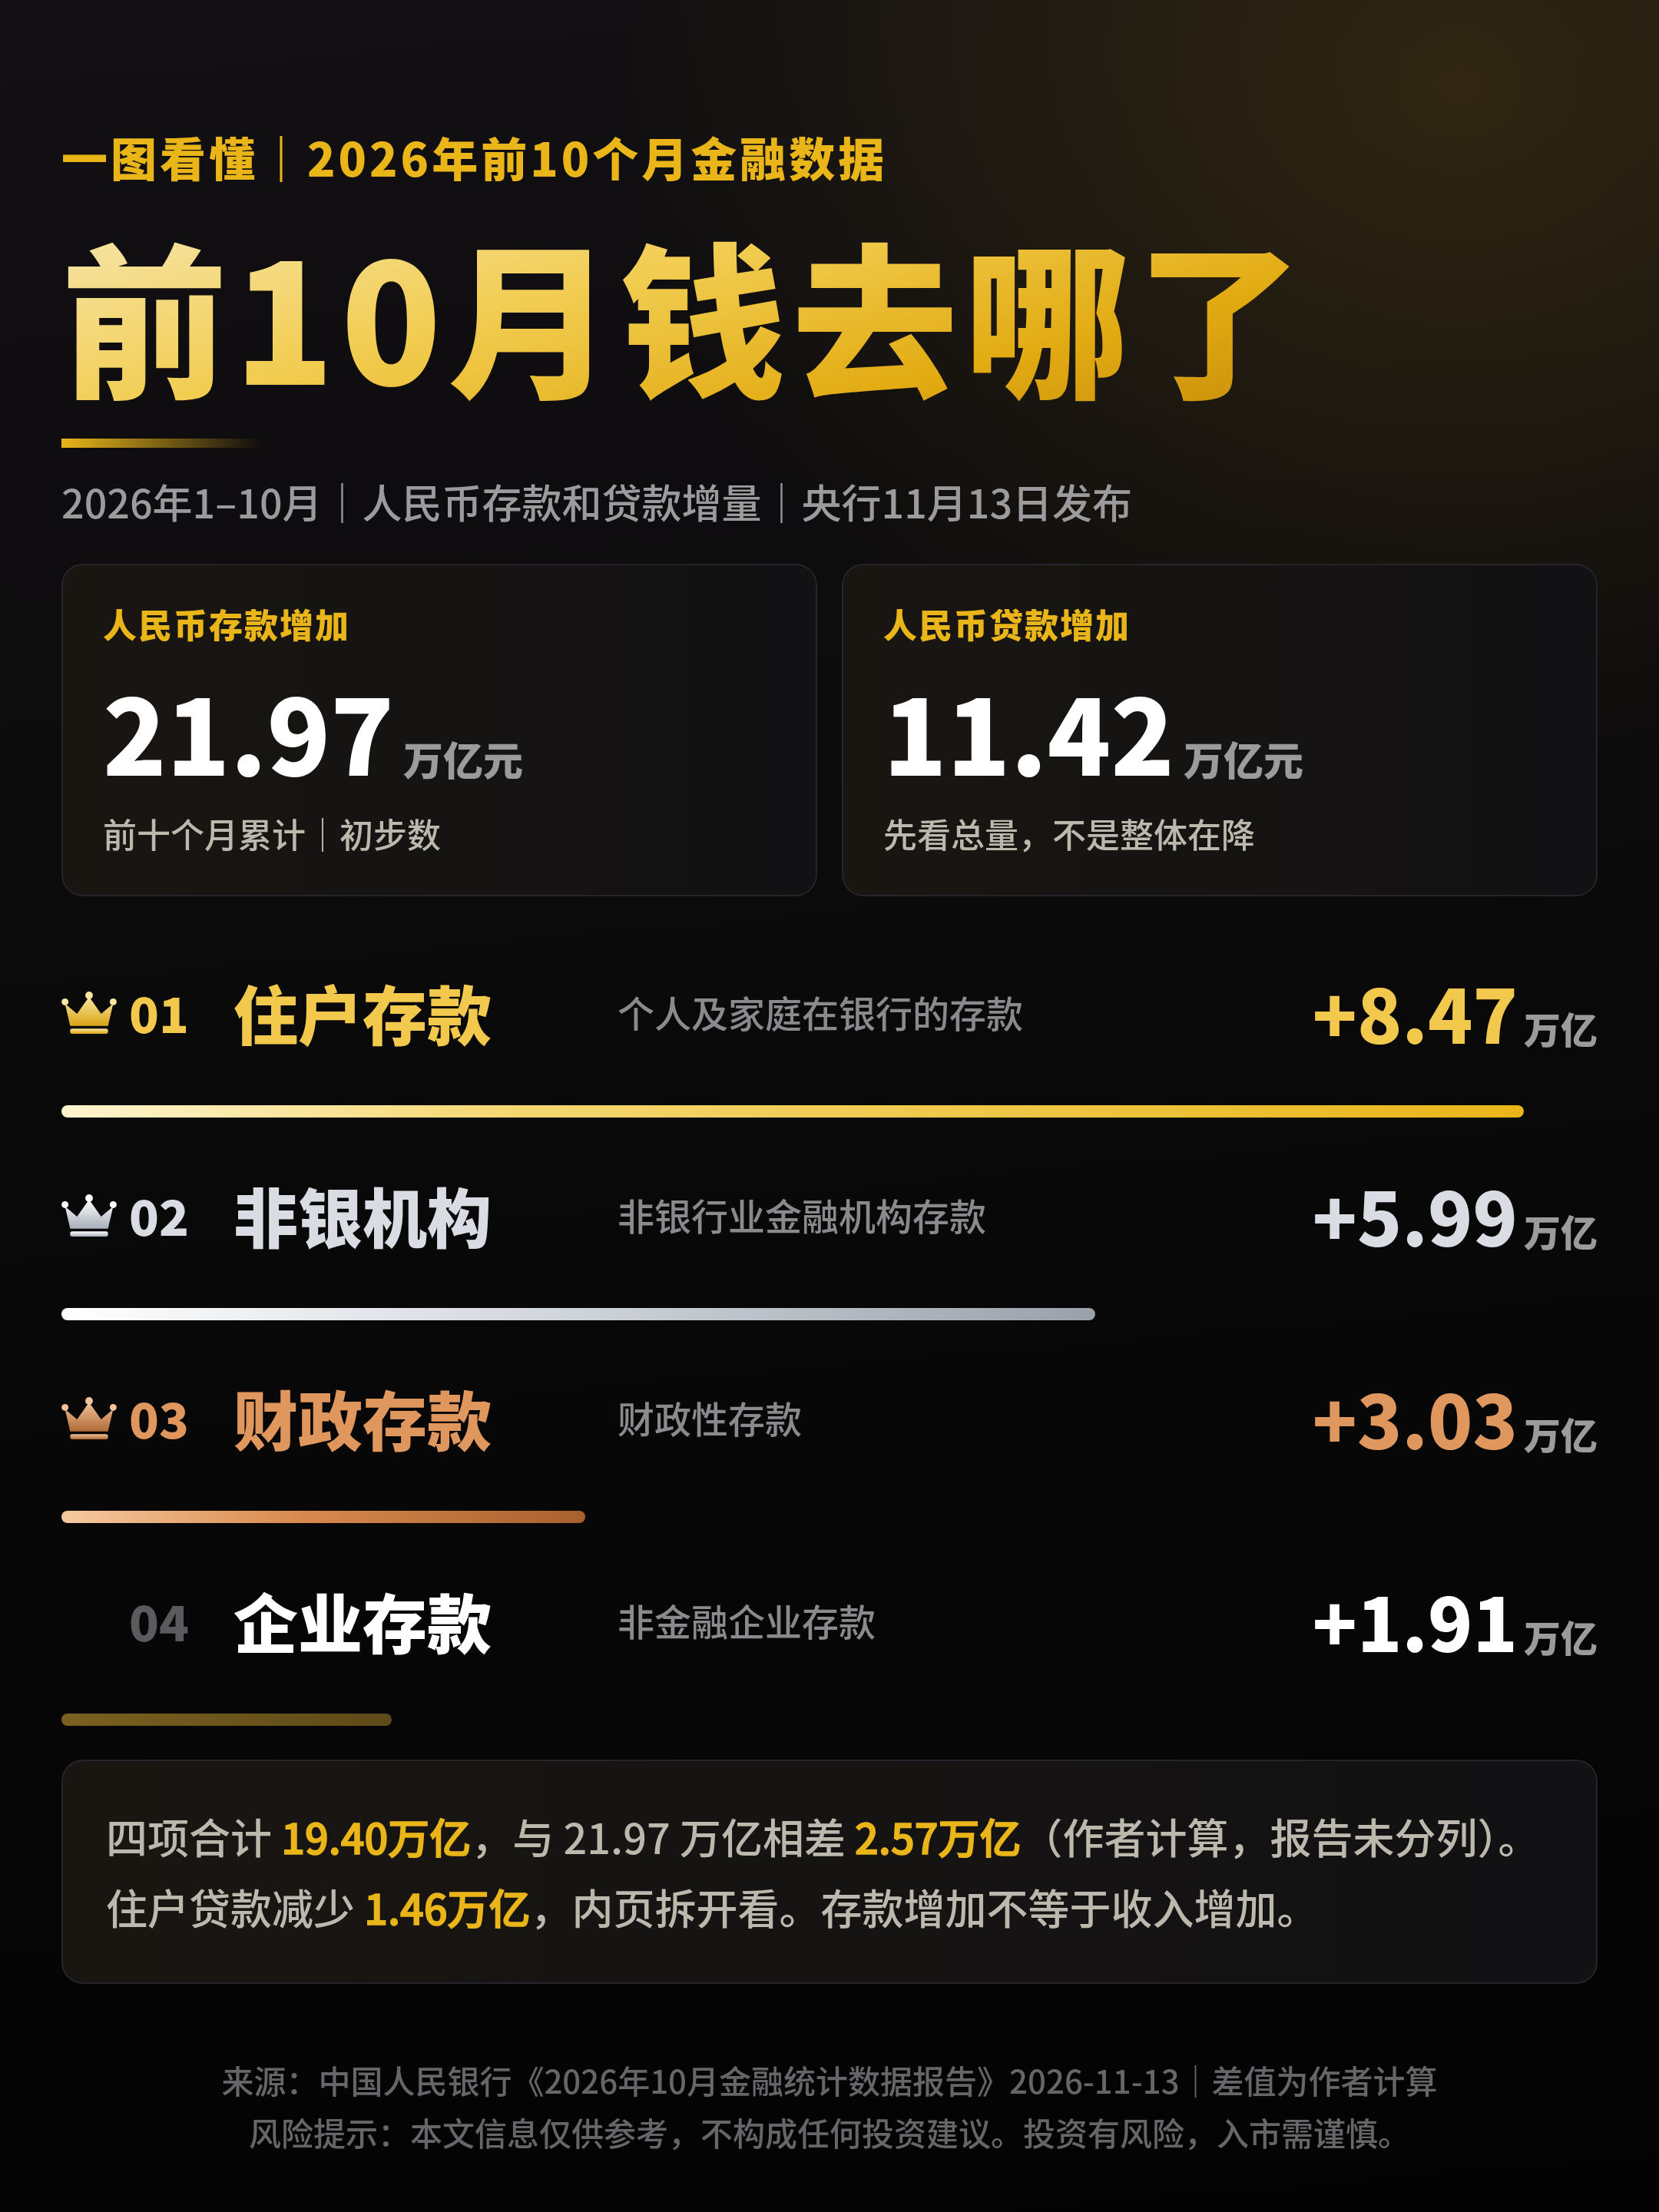 一图看懂｜2026年前10个月金融数据
前10月钱去哪了
2026年1–10月｜人民币存款和贷款增量｜央行11月13日发布
人民币存款增加
21.97 万亿元
前十个月累计｜初步数
人民币贷款增加
11.42 万亿元
先看总量，不是整体在降
01 住户存款 个人及家庭在银行的存款 +8.47 万亿
02 非银机构 非银行业金融机构存款 +5.99 万亿
03 财政存款 财政性存款 +3.03 万亿
04 企业存款 非金融企业存款 +1.91 万亿
四项合计 19.40万亿，与 21.97 万亿相差 2.57万亿（作者计算，报告未分列）。
住户贷款减少 1.46万亿，内页拆开看。存款增加不等于收入增加。
来源：中国人民银行《2026年10月金融统计数据报告》2026-11-13｜差值为作者计算
风险提示：本文信息仅供参考，不构成任何投资建议。投资有风险，入市需谨慎。